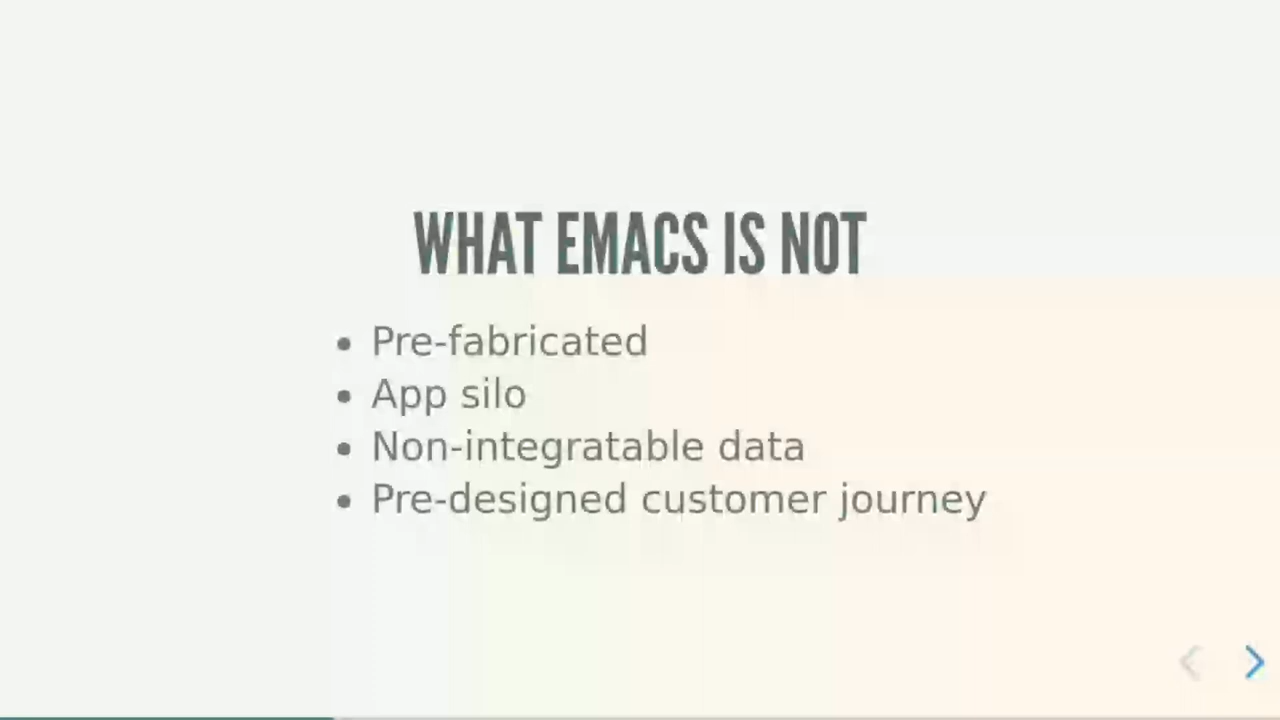 WHAT EMACS IS NOT
• Pre-fabricated
• App silo
• Non-integratable data
• Pre-designed customer journey